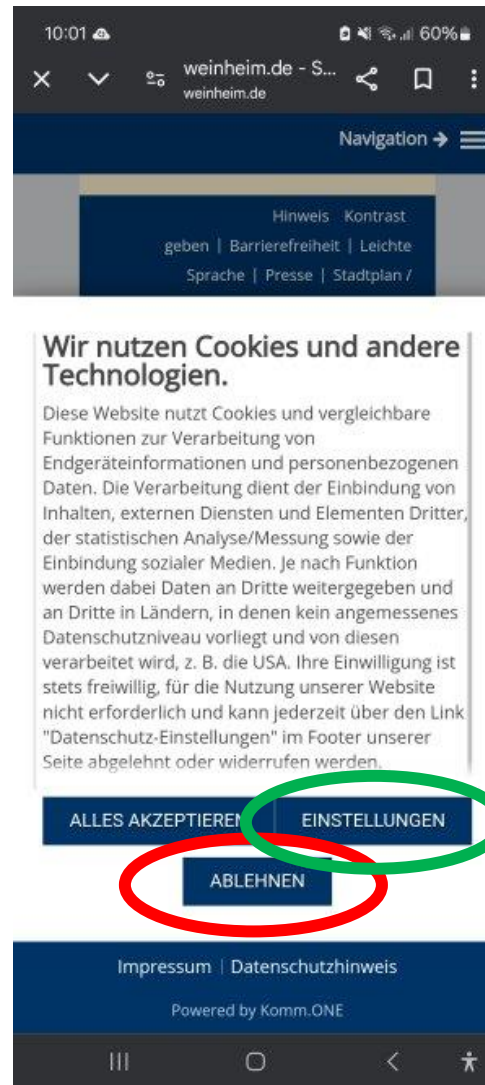 10:01
60%
weinheim.de - S...
weinheim.de
Navigation →
Hinweis Kontrast
geben | Barrierefreiheit | Leichte
Sprache | Presse | Stadtplan /
Wir nutzen Cookies und andere
Technologien.
Diese Website nutzt Cookies und vergleichbare
Funktionen zur Verarbeitung von
Endgeräteinformationen und personenbezogenen
Daten. Die Verarbeitung dient der Einbindung von
Inhalten, externen Diensten und Elementen Dritter,
der statistischen Analyse/Messung sowie der
Einbindung sozialer Medien. Je nach Funktion
werden dabei Daten an Dritte weitergegeben und
an Dritte in Ländern, in denen kein angemessenes
Datenschutzniveau vorliegt und von diesen
verarbeitet wird, z. B. die USA. Ihre Einwilligung ist
stets freiwillig, für die Nutzung unserer Website
nicht erforderlich und kann jederzeit über den Link
"Datenschutz-Einstellungen" im Footer unserer
Seite abgelehnt oder widerrufen werden.
ALLES AKZEPTIEREN
EINSTELLUNGEN
ABLEHNEN
Impressum | Datenschutzhinweis
Powered by Komm.ONE